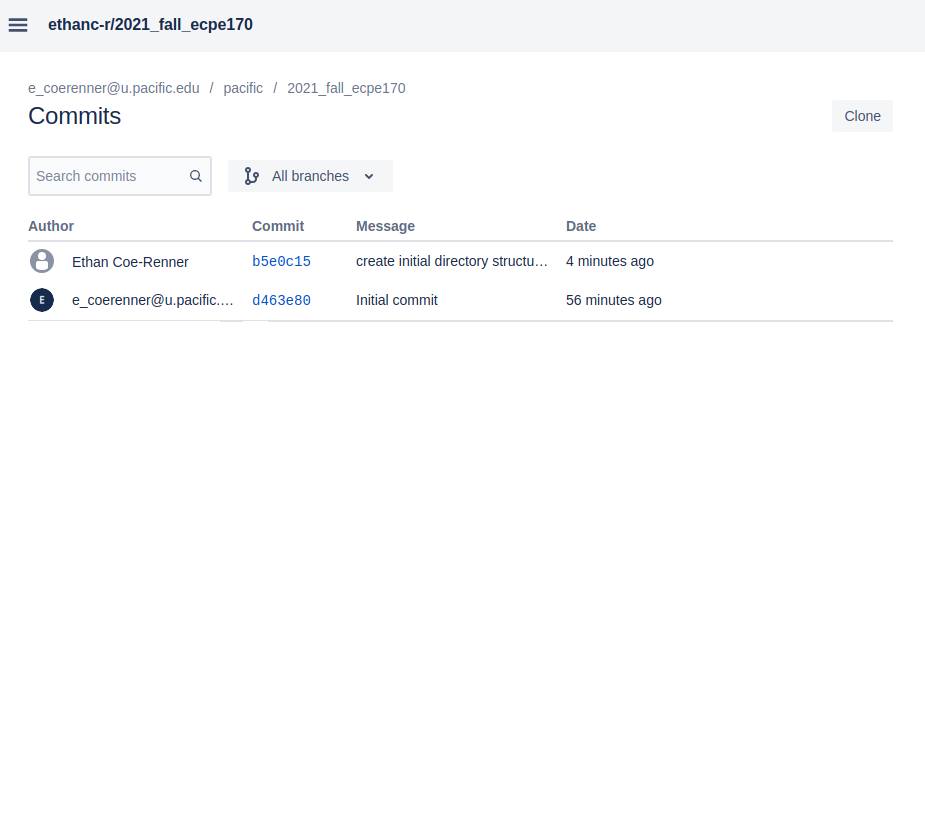 ethanc-r/2021_fall_ecpe170
e_coerenner@u.pacific.edu / pacific / 2021_fall_ecpe170
Commits
Clone
Search commits
All branches
Author Commit Message Date
Ethan Coe-Renner b5e0c15 create initial directory structu… 4 minutes ago
E e_coerenner@u.pacific.… d463e80 Initial commit 56 minutes ago